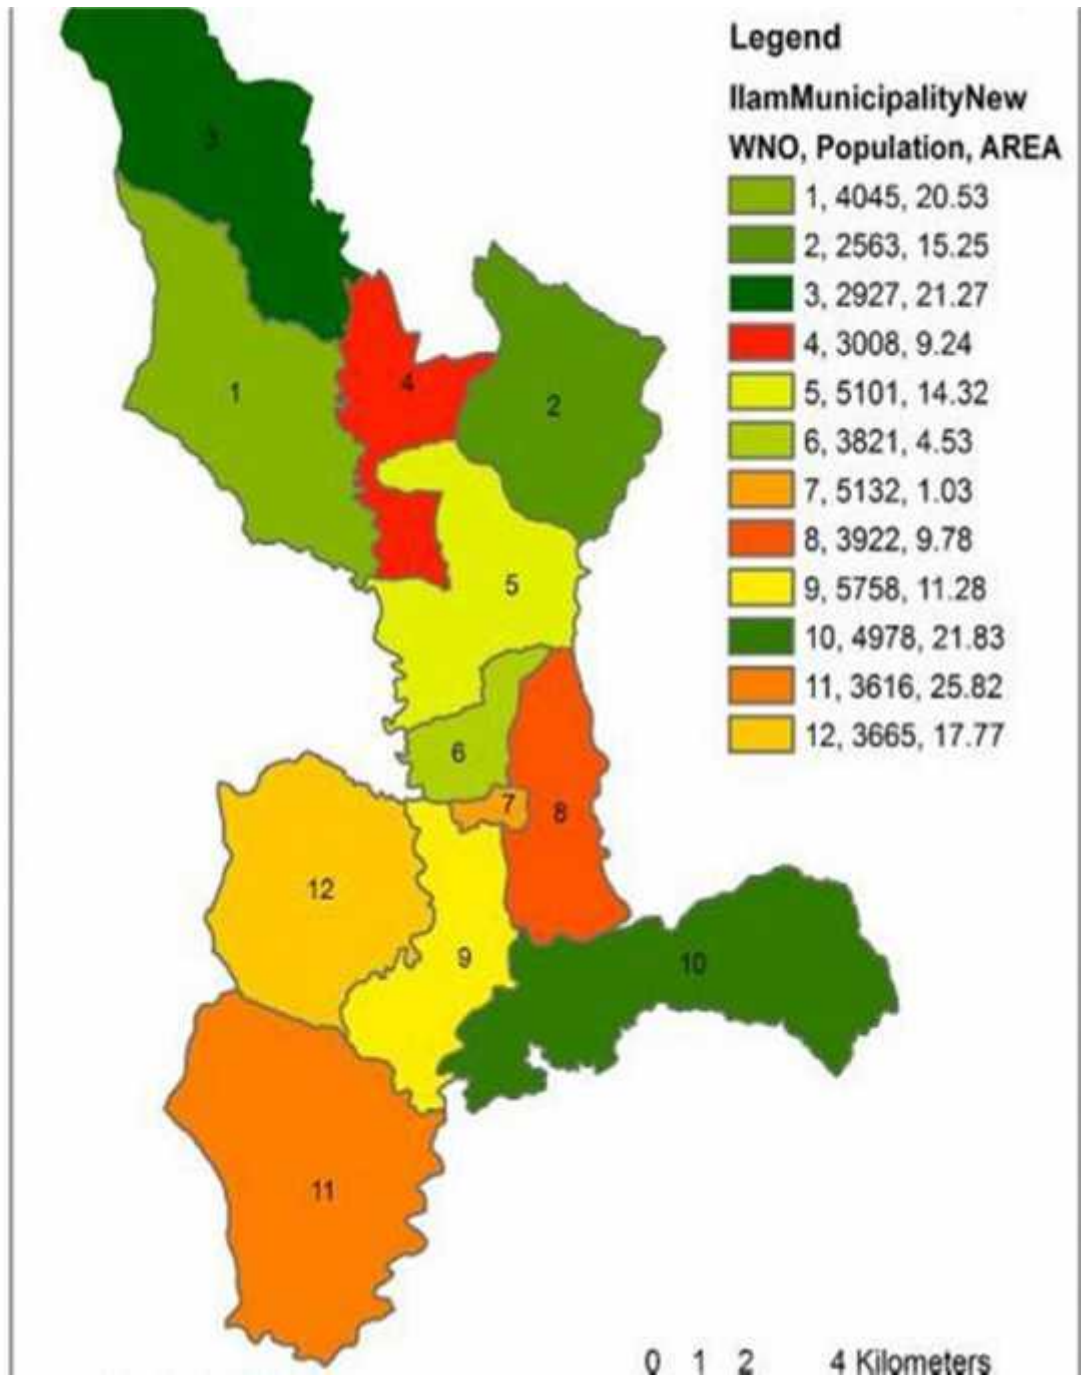 Legend
IlamMunicipalityNew
WNO, Population, AREA
1, 4045, 20.53
2, 2563, 15.25
3, 2927, 21.27
4, 3008, 9.24
5, 5101, 14.32
6, 3821, 4.53
7, 5132, 1.03
8, 3922, 9.78
9, 5758, 11.28
10, 4978, 21.83
11, 3616, 25.82
12, 3665, 17.77
3
1
4
2
5
6
7
8
12
9
10
11
0 1 2 4 Kilometers